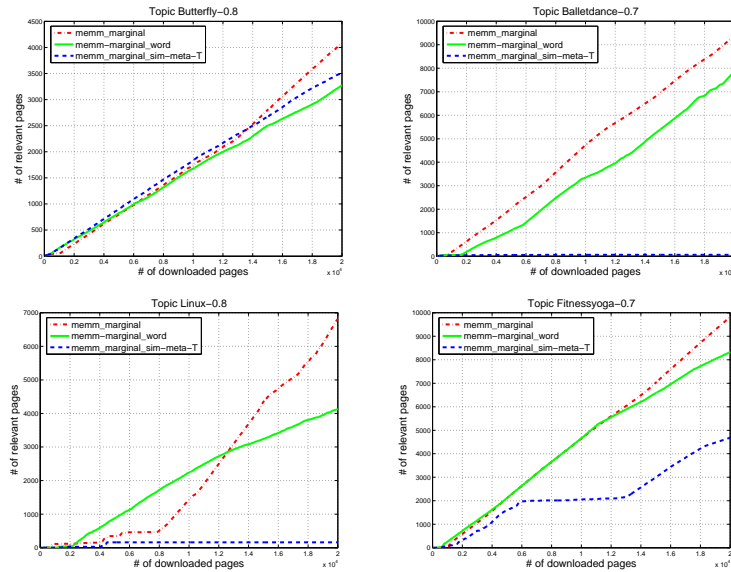 Topic Butterfly−0.8
4500
4000
3500
3000
2500
2000
1500
1000
500
0
# of relevant pages
memm_marginal
memm−marginal_word
memm_marginal_sim−meta−T
0 0.2 0.4 0.6 0.8 1 1.2 1.4 1.6 1.8 2
# of downloaded pages
Topic Balletdance−0.7
10000
9000
8000
7000
6000
5000
4000
3000
2000
1000
0
# of relevant pages
memm_marginal
memm−marginal_word
memm_marginal_sim−meta−T
0 0.2 0.4 0.6 0.8 1 1.2 1.4 1.6 1.8
# of downloaded pages
Topic Linux−0.8
7000
6000
5000
4000
3000
2000
1000
0
# of relevant pages
memm_marginal
memm−marginal_word
memm_marginal_sim−meta−T
0 0.2 0.4 0.6 0.8 1 1.2 1.4 1.6 1.8 2
# of downloaded pages
Topic Fitnessyoga−0.7
10000
9000
8000
7000
6000
5000
4000
3000
2000
1000
0
# of relevant pages
memm_marginal
memm−marginal_word
memm_marginal_sim−meta−T
0 0.2 0.4 0.6 0.8 1 1.2 1.4 1.6 1.8 2
# of downloaded pages